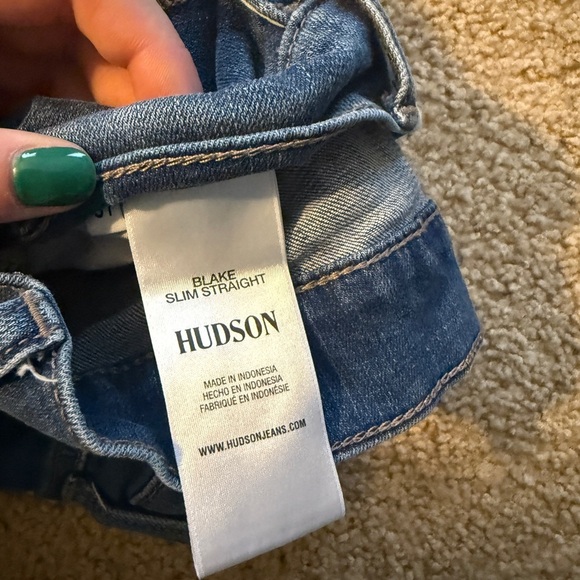 BLAKE
SLIM STRAIGHT
HUDSON
MADE IN INDONESIA
HECHO EN INDONESIA
FABRIQUÉ EN INDONÉSIE
WWW.HUDSONJEANS.COM